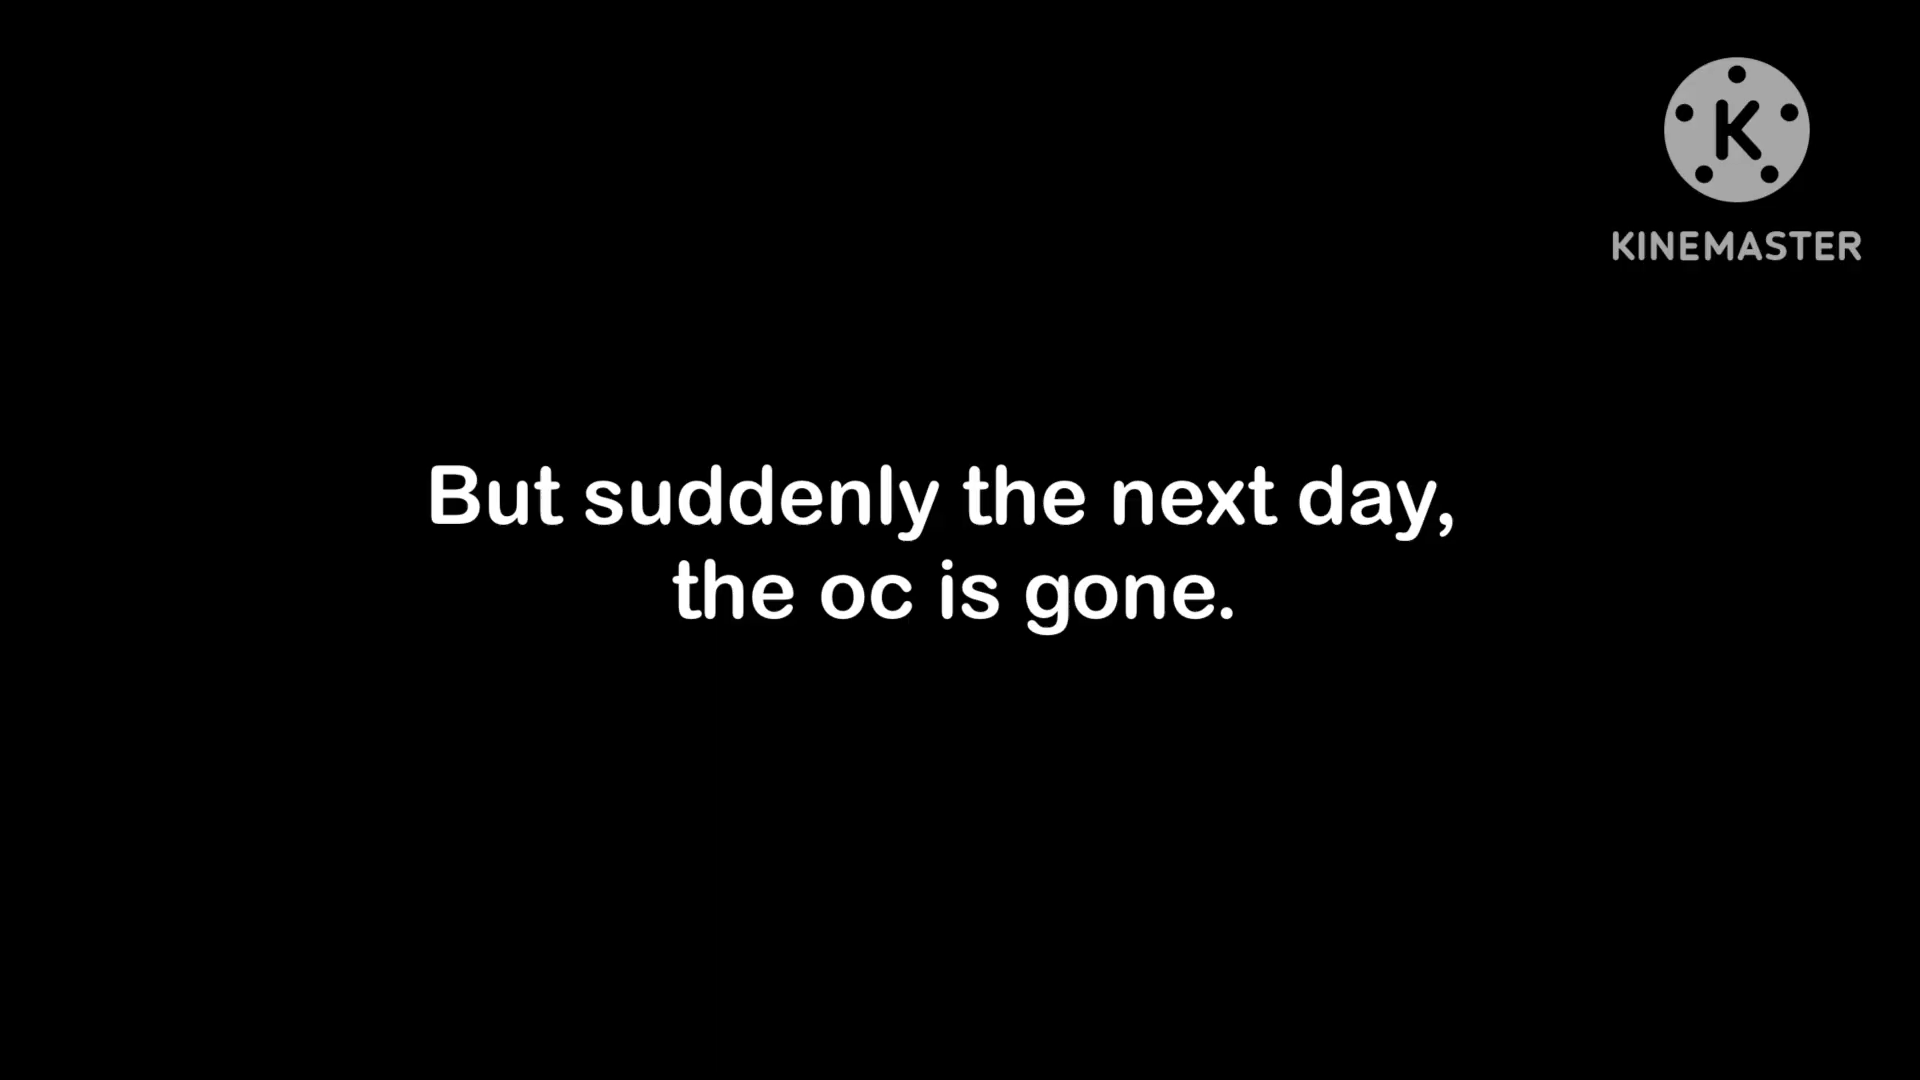 K
KINEMASTER
But suddenly the next day,
the oc is gone.